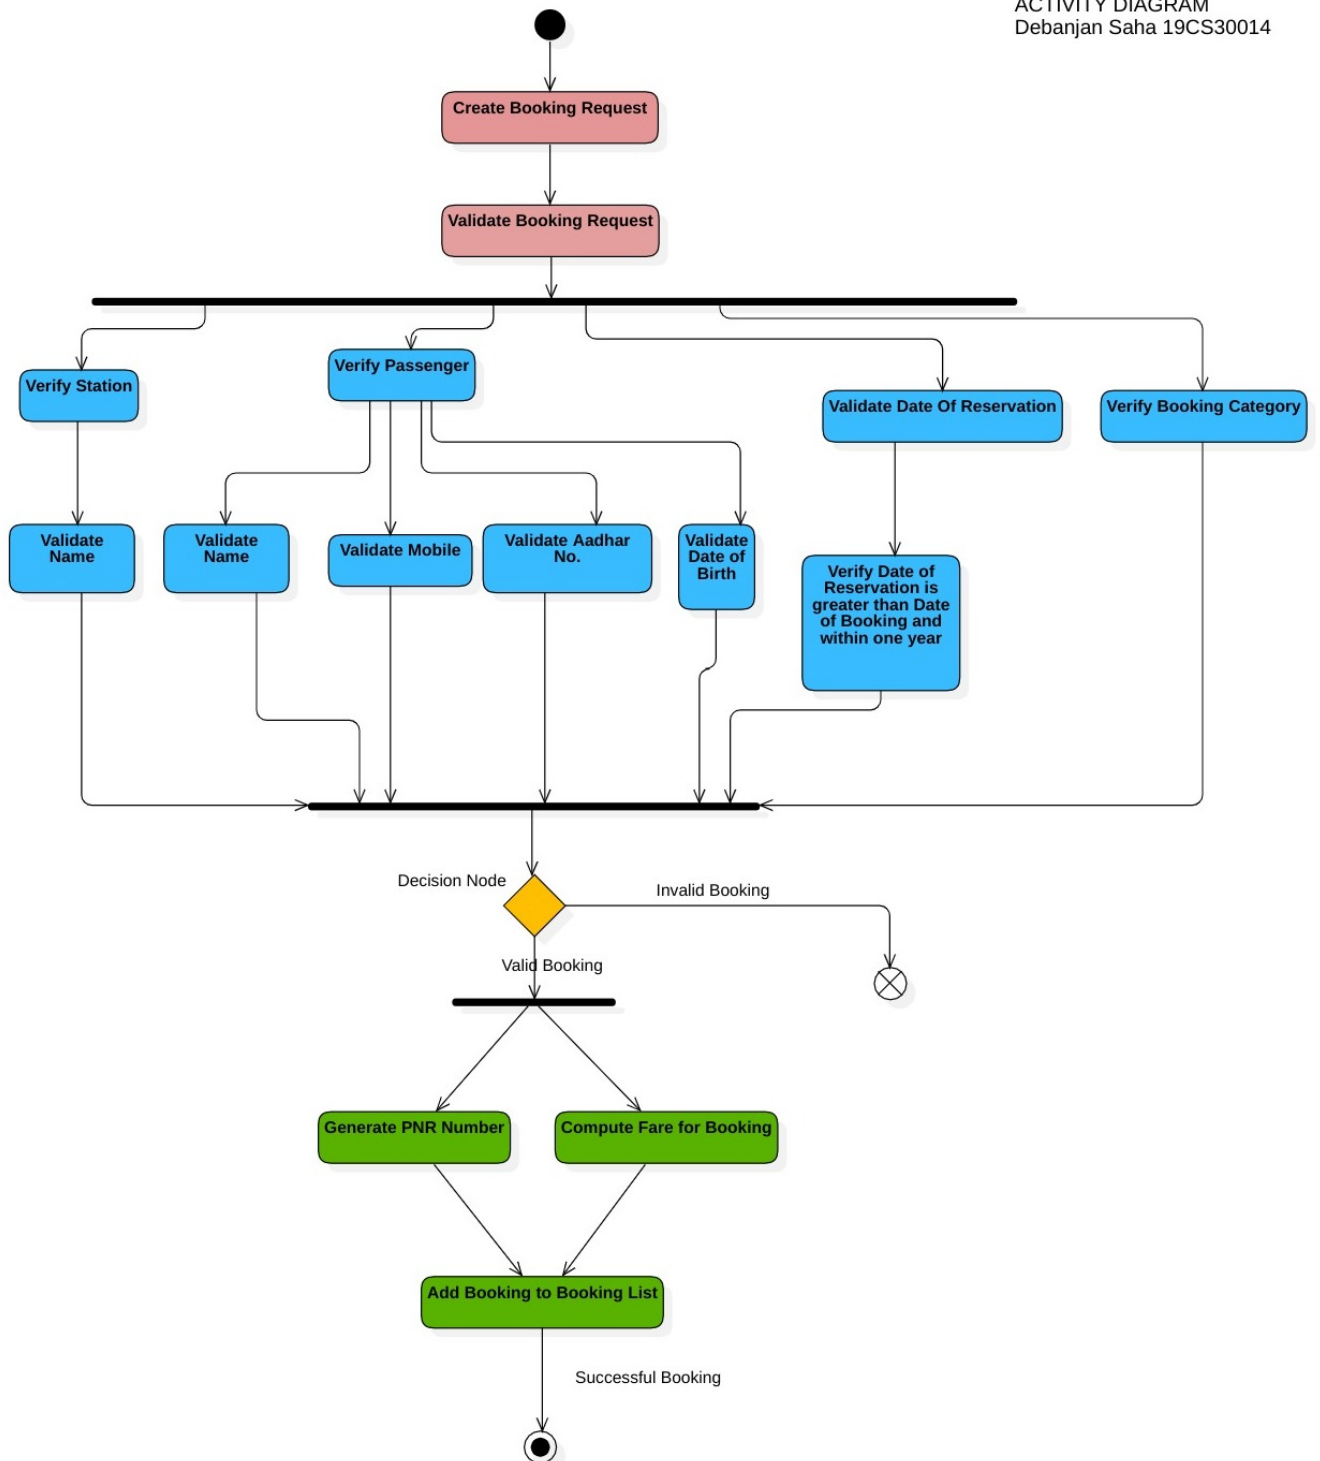 ACTIVITY DIAGRAM
Debanjan Saha 19CS30014
Create Booking Request
Validate Booking Request
Verify Station
Verify Passenger
Validate Date Of Reservation
Verify Booking Category
Validate
Name
Validate
Name
Validate Mobile
Validate Aadhar
No.
Validate
Date of
Birth
Verify Date of
Reservation is
greater than Date
of Booking and
within one year
Decision Node
Invalid Booking
Valid Booking
Generate PNR Number
Compute Fare for Booking
Add Booking to Booking List
Successful Booking